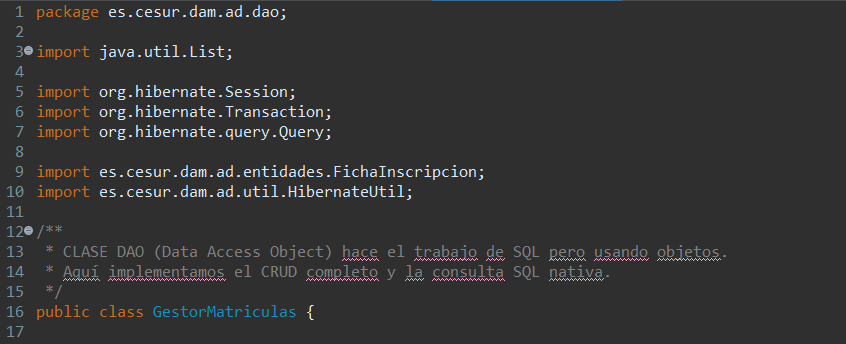 1 package es.cesur.dam.ad.dao;
2
3 import java.util.List;
4
5 import org.hibernate.Session;
6 import org.hibernate.Transaction;
7 import org.hibernate.query.Query;
8
9 import es.cesur.dam.ad.entidades.FichaInscripcion;
10 import es.cesur.dam.ad.util.HibernateUtil;
11
12 /**
13  * CLASE DAO (Data Access Object) hace el trabajo de SQL pero usando objetos.
14  * Aquí implementamos el CRUD completo y la consulta SQL nativa.
15  */
16 public class GestorMatriculas {
17